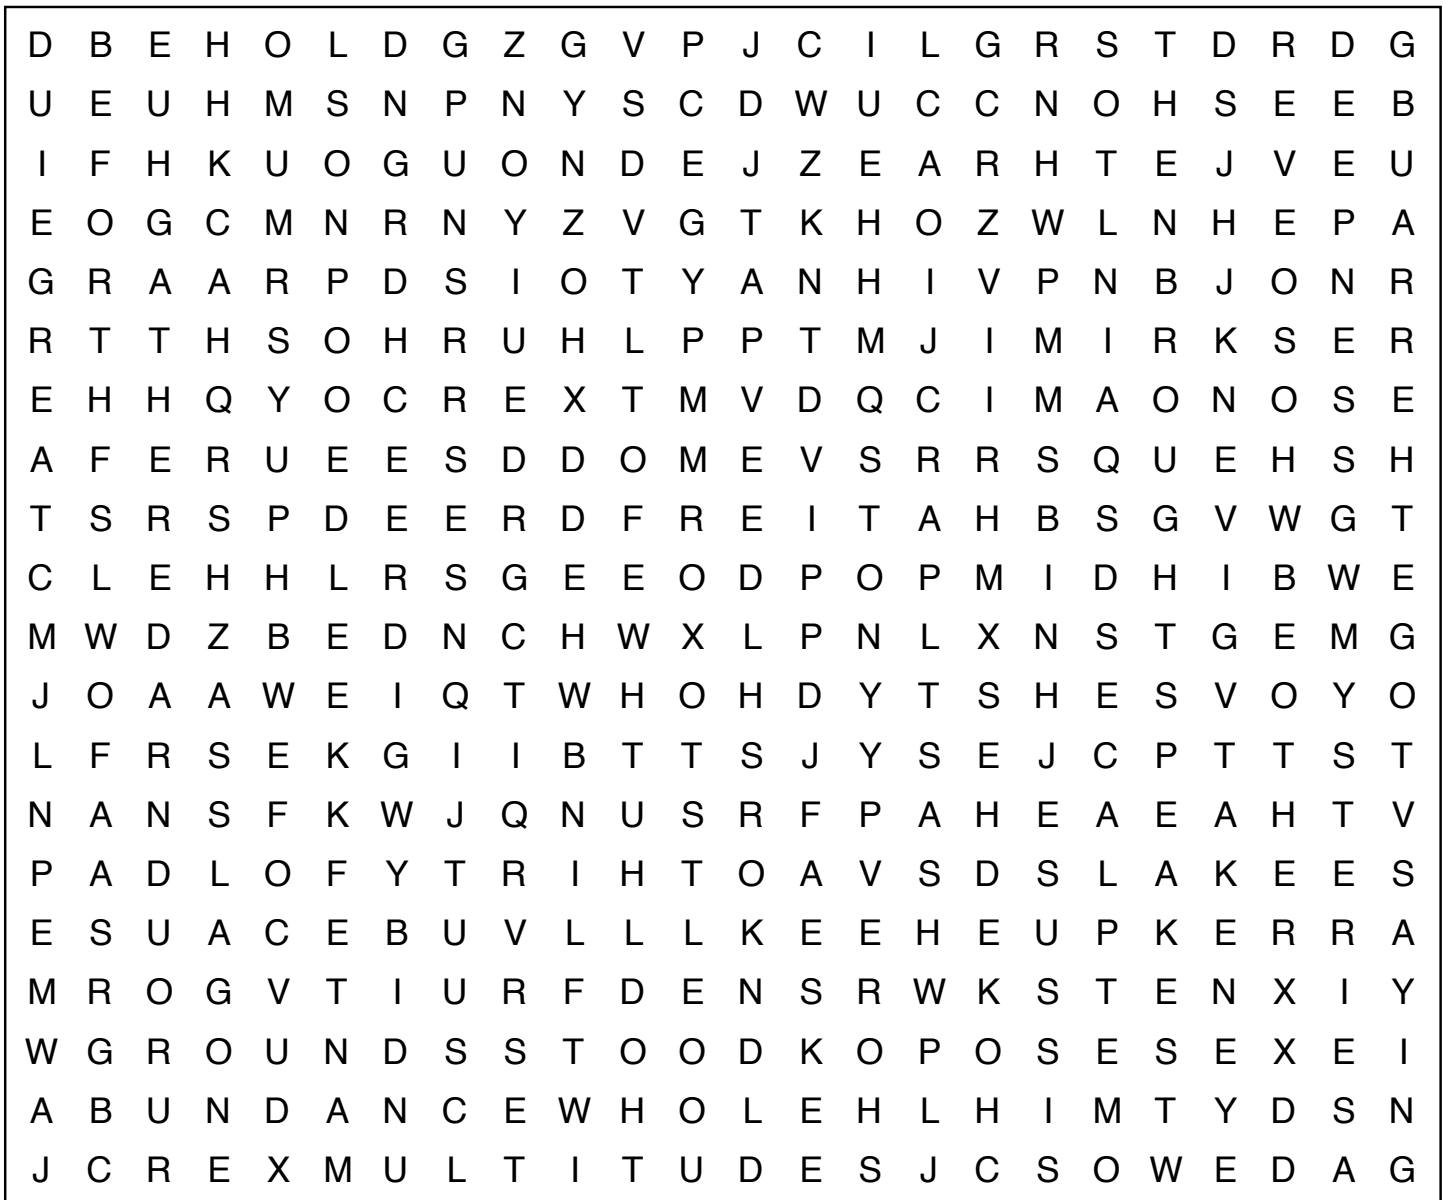 D B E H O L D G Z G V P J C I L G R S T D R D G
U E U H M S N P N Y S C D W U C C N O H S E E B
I F H K U O G U O N D E J Z E A R H T E J V E U
E O G C M N R N Y Z V G T K H O Z W L N H E P A
G R A A R P D S I O T Y A N H I V P N B J O N R
R T T H S O H R U H L P P T M J I M I R K S E R
E H H Q Y O C R E X T M V D Q C I M A O N O S E
A F E R U E E S D D O M E V S R R S Q U E H S H
T S R S P D E E R D F R E I T A H B S G V W G T
C L E H H L R S G E E O D P O P M I D H I B W E
M W D Z B E D N C H W X L P N L X N S T G E M G
J O A A W E I Q T W H O H D Y T S H E S V O Y O
L F R S E K G I I B T T S J Y S E J C P T T S T
N A N S F K W J Q N U S R F P A H E A E A H T V
P A D L O F Y T R I H T O A V S D S L A K E E S
E S U A C E B U V L L L K E E H E U P K E R R A
M R O G V T I U R F D E N S R W K S T E N X I Y
W G R O U N D S S T O O D K O P O S E S E X E I
A B U N D A N C E W H O L E H L H I M T Y D S N
J C R E X M U L T I T U D E S J C S O W E D A G